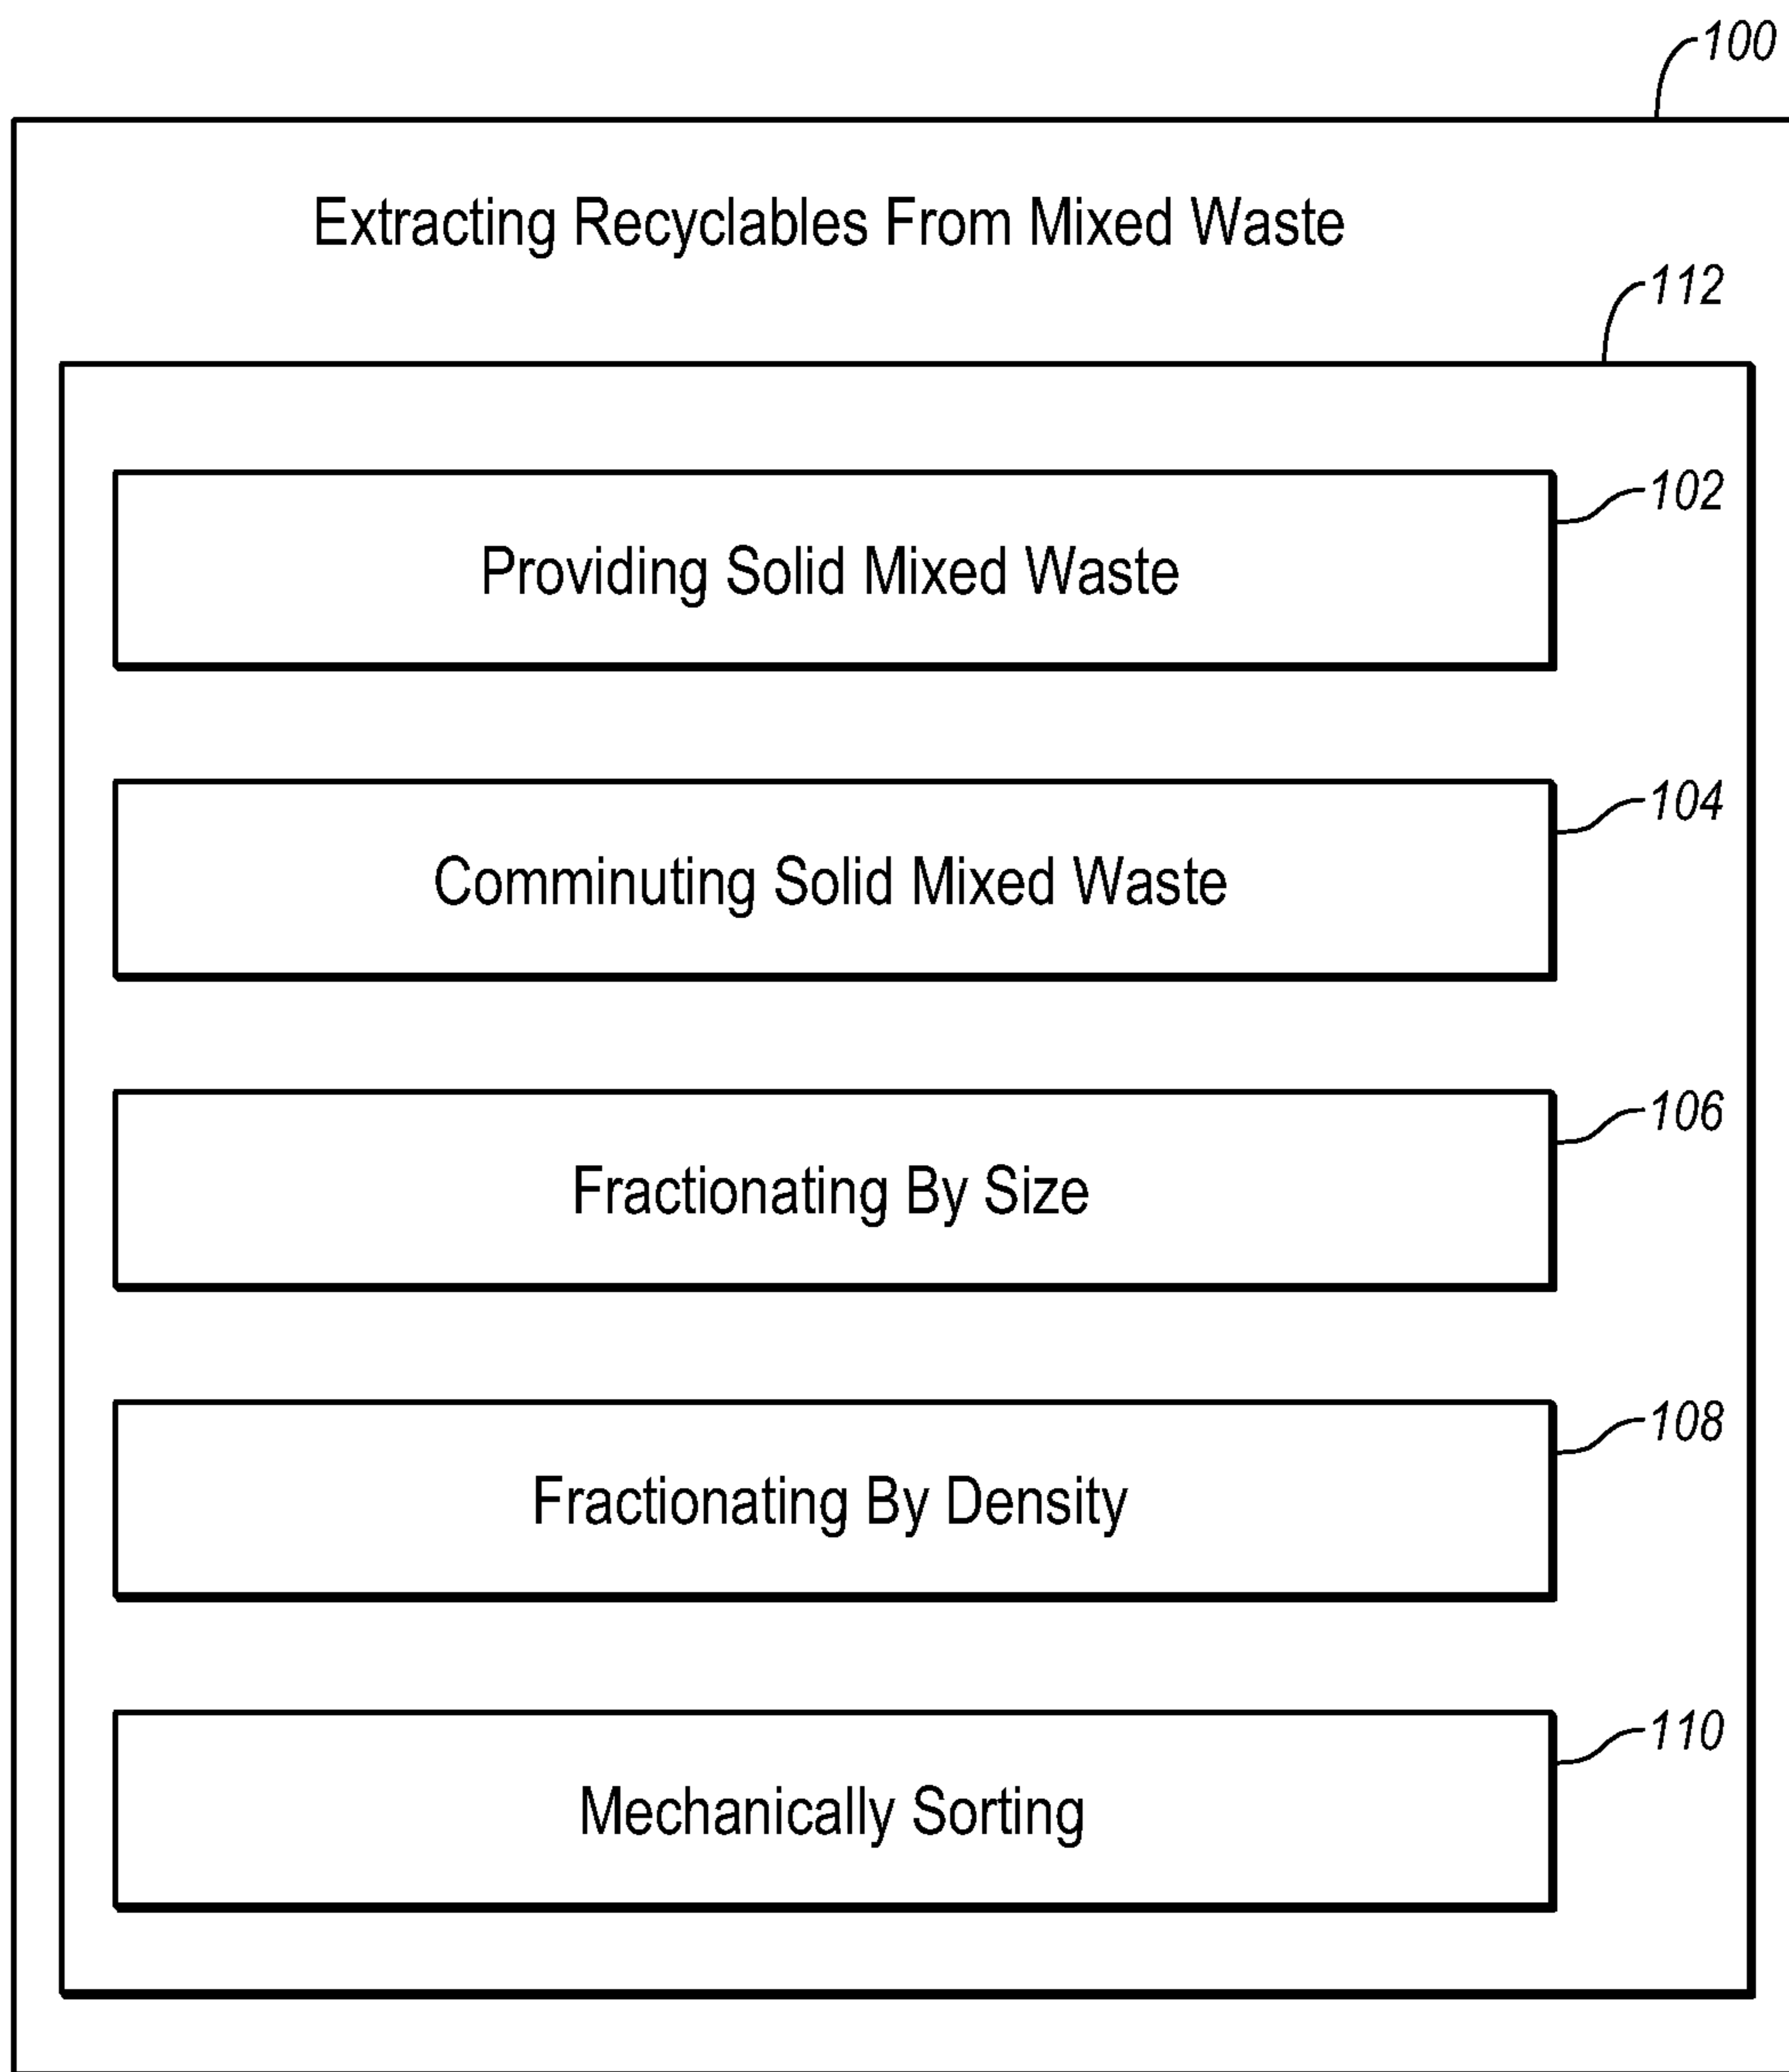 100
Extracting Recyclables From Mixed Waste
112
102
Providing Solid Mixed Waste
104
Comminuting Solid Mixed Waste
106
Fractionating By Size
108
Fractionating By Density
110
Mechanically Sorting